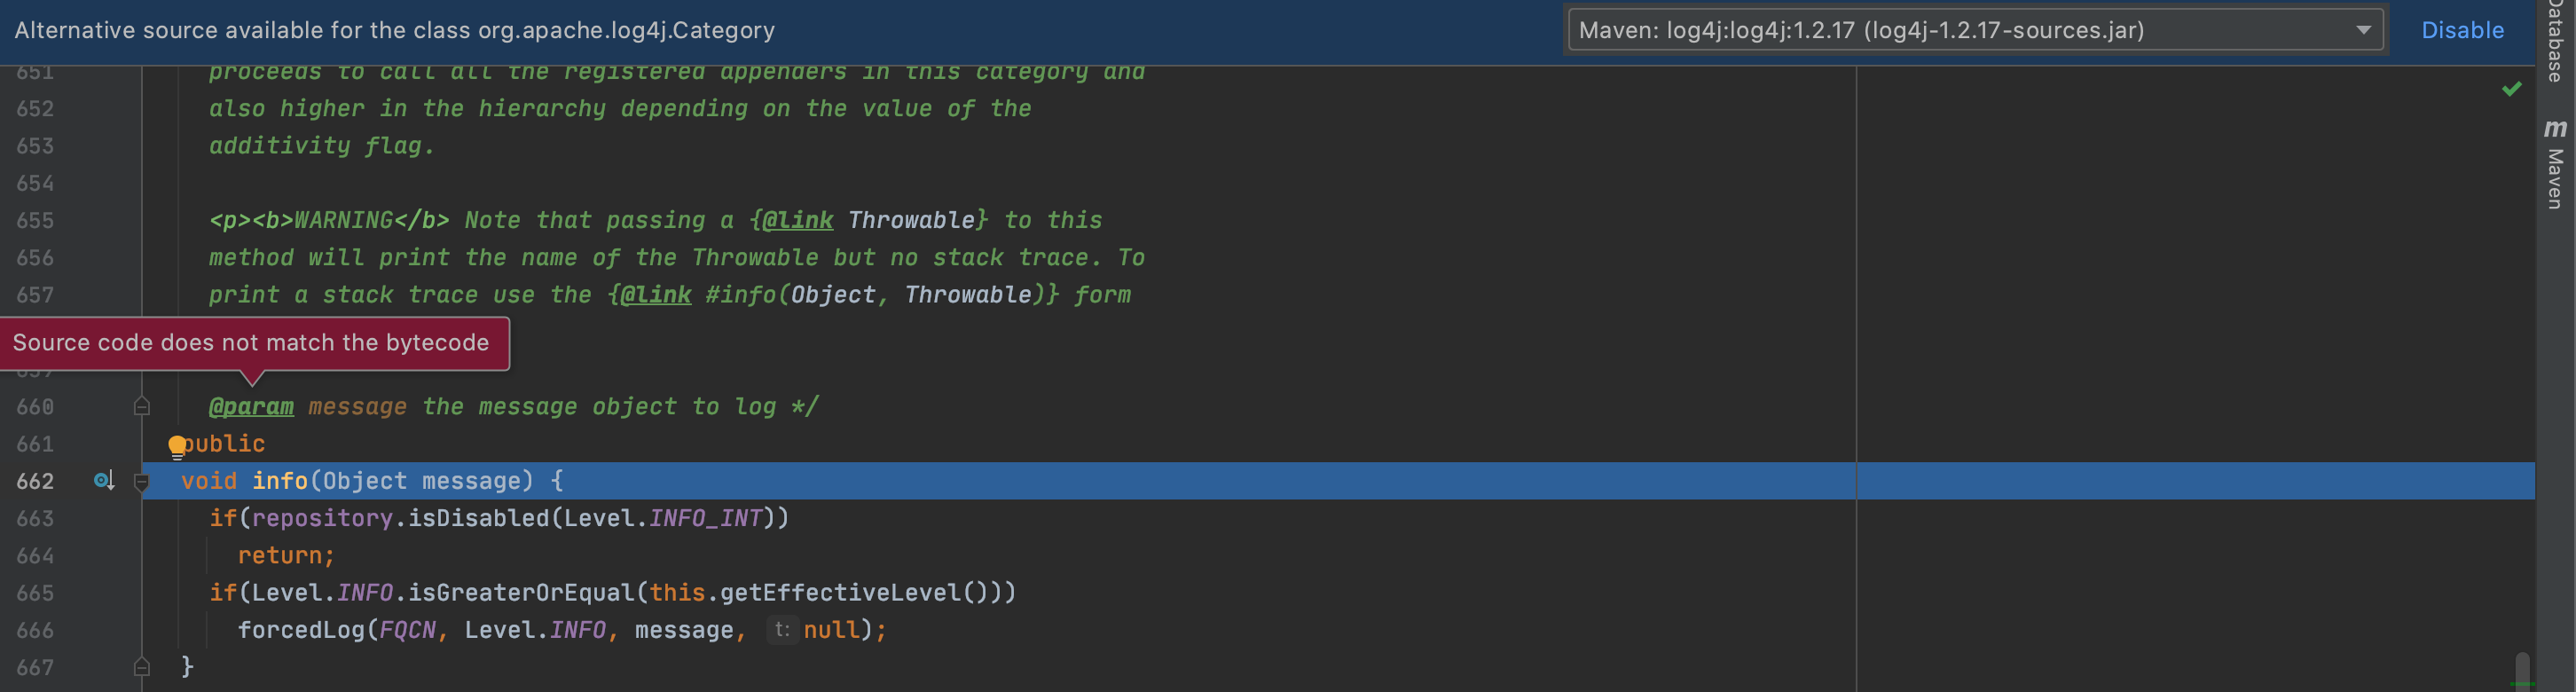 Alternative source available for the class org.apache.log4j.Category
Maven: log4j:log4j:1.2.17 (log4j-1.2.17-sources.jar)
Disable
Database
Maven
651 proceeds to call all the registered appenders in this category and
652 also higher in the hierarchy depending on the value of the
653 additivity flag.
654
655 <p><b>WARNING</b> Note that passing a {@link Throwable} to this
656 method will print the name of the Throwable but no stack trace. To
657 print a stack trace use the {@link #info(Object, Throwable)} form
Source code does not match the bytecode
659
660 @param message the message object to log */
661 public
662 void info(Object message) {
663 if(repository.isDisabled(Level.INFO_INT))
664 return;
665 if(Level.INFO.isGreaterOrEqual(this.getEffectiveLevel()))
666 forcedLog(FQCN, Level.INFO, message, t: null);
667 }